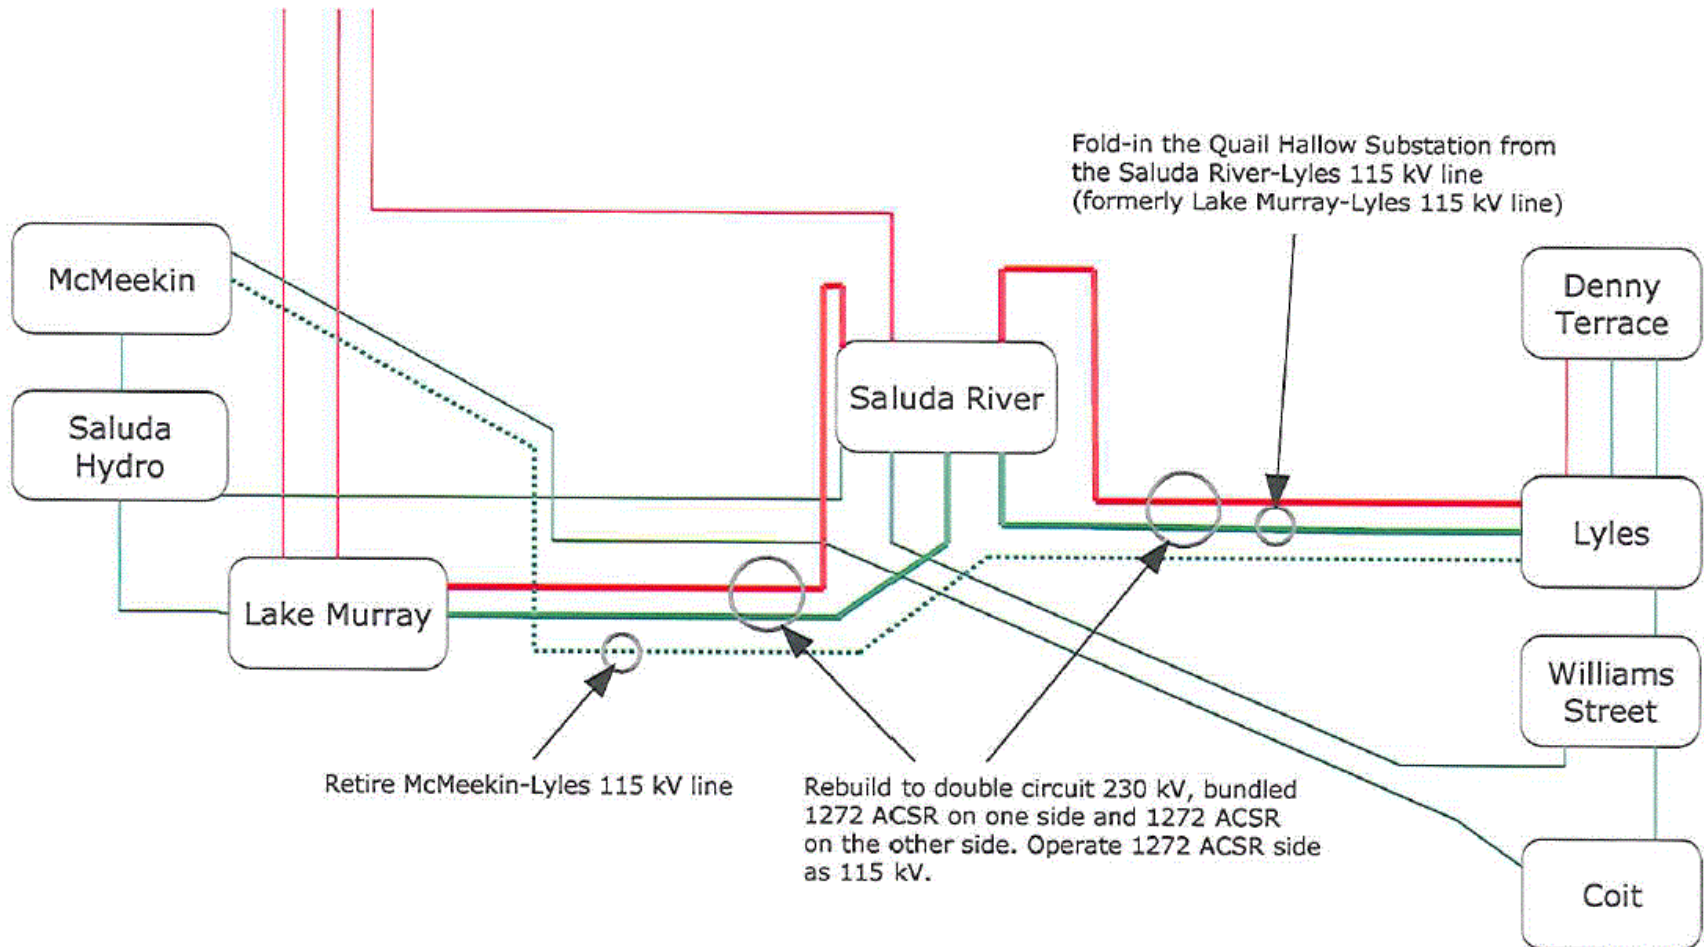 Fold-in the Quail Hallow Substation from
the Saluda River-Lyles 115 kV line
(formerly Lake Murray-Lyles 115 kV line)
McMeekin
Denny
Terrace
Saluda River
Saluda
Hydro
Lyles
Lake Murray
Williams
Street
Retire McMeekin-Lyles 115 kV line
Rebuild to double circuit 230 kV, bundled
1272 ACSR on one side and 1272 ACSR
on the other side. Operate 1272 ACSR side
as 115 kV.
Coit